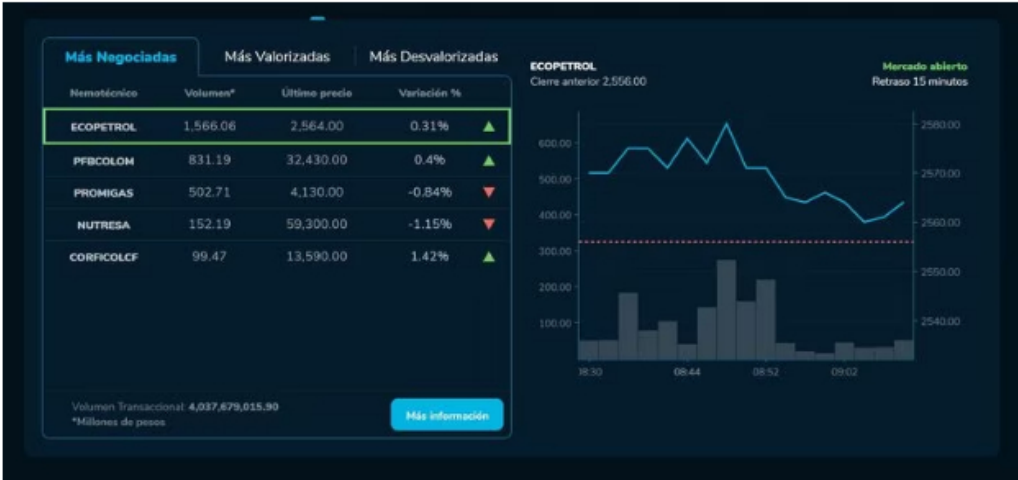 Más Negociadas Más Valorizadas Más Desvalorizadas
Nemotécnico Volumen* Último precio Variación %
ECOPETROL 1,566.06 2,564.00 0.31%
PFBCOLOM 831.19 32,430.00 0.4%
PROMIGAS 502.71 4,130.00 -0.84%
NUTRESA 152.19 59,300.00 -1.15%
CORFICOLCF 99.47 13,590.00 1.42%
Volumen Transaccional: 4,037,679,015.90
*Millones de pesos
Más información
ECOPETROL
Cierre anterior 2,556.00
Mercado abierto
Retraso 15 minutos
600.00
500.00
400.00
300.00
200.00
100.00
2580.00
2570.00
2560.00
2550.00
2540.00
08:44 08:52 09:02